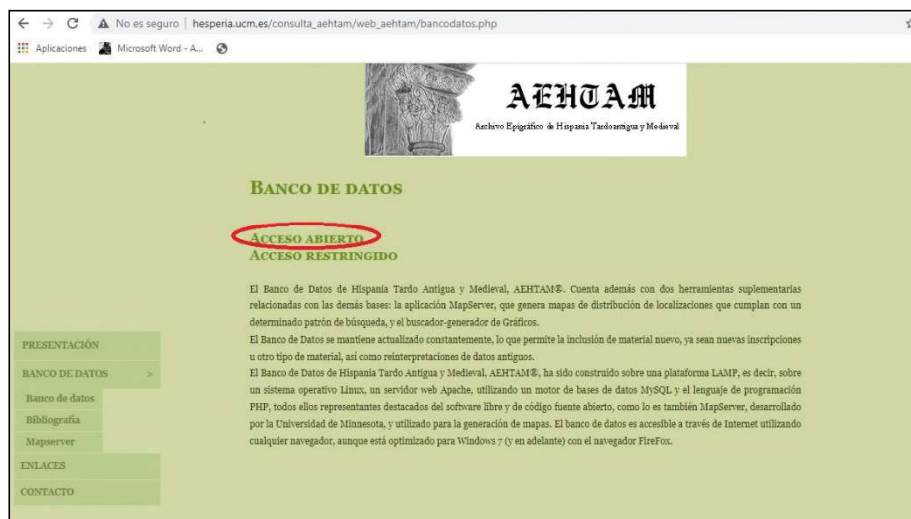 No es seguro | hesperia.ucm.es/consulta_aehtam/web_aehtam/bancodatos.php
Aplicaciones Microsoft Word - A...
AEHTAM
Archivo Epigráfico de Hispania Tardoantigua y Medieval
BANCO DE DATOS
ACCESO ABIERTO
ACCESO RESTRINGIDO
El Banco de Datos de Hispania Tardo Antigua y Medieval, AEHTAM®. Cuenta además con dos herramientas suplementarias
relacionadas con las demás bases: la aplicación MapServer, que genera mapas de distribución de localizaciones que cumplan con un
determinado patrón de búsqueda, y el buscador-generador de Gráficos.
El Banco de Datos se mantiene actualizado constantemente, lo que permite la inclusión de material nuevo, ya sean nuevas inscripciones
u otro tipo de material, así como reinterpretaciones de datos antiguos.
El Banco de Datos de Hispania Tardo Antigua y Medieval, AEHTAM®, ha sido construido sobre una plataforma LAMP, es decir, sobre
un sistema operativo Linux, un servidor web Apache, utilizando un motor de bases de datos MySQL y el lenguaje de programación
PHP, todos ellos representantes destacados del software libre y de código fuente abierto, como lo es también MapServer, desarrollado
por la Universidad de Minnesota, y utilizado para la generación de mapas. El banco de datos es accesible a través de Internet utilizando
cualquier navegador, aunque está optimizado para Windows 7 (y en adelante) con el navegador FireFox.
PRESENTACIÓN
BANCO DE DATOS >
Banco de datos
Bibliografía
Mapserver
ENLACES
CONTACTO